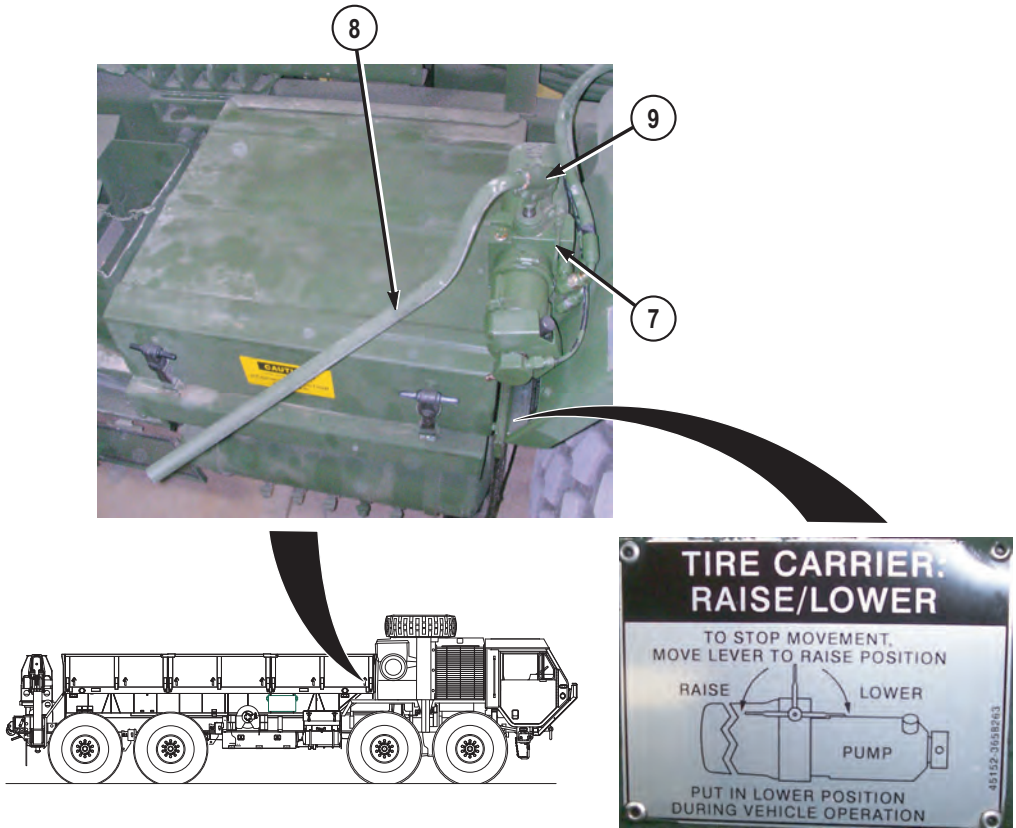 8
9
7
CAUTION
TIRE CARRIER:
RAISE/LOWER
TO STOP MOVEMENT,
MOVE LEVER TO RAISE POSITION
RAISE
LOWER
PUMP
45152-3658263
PUT IN LOWER POSITION
DURING VEHICLE OPERATION